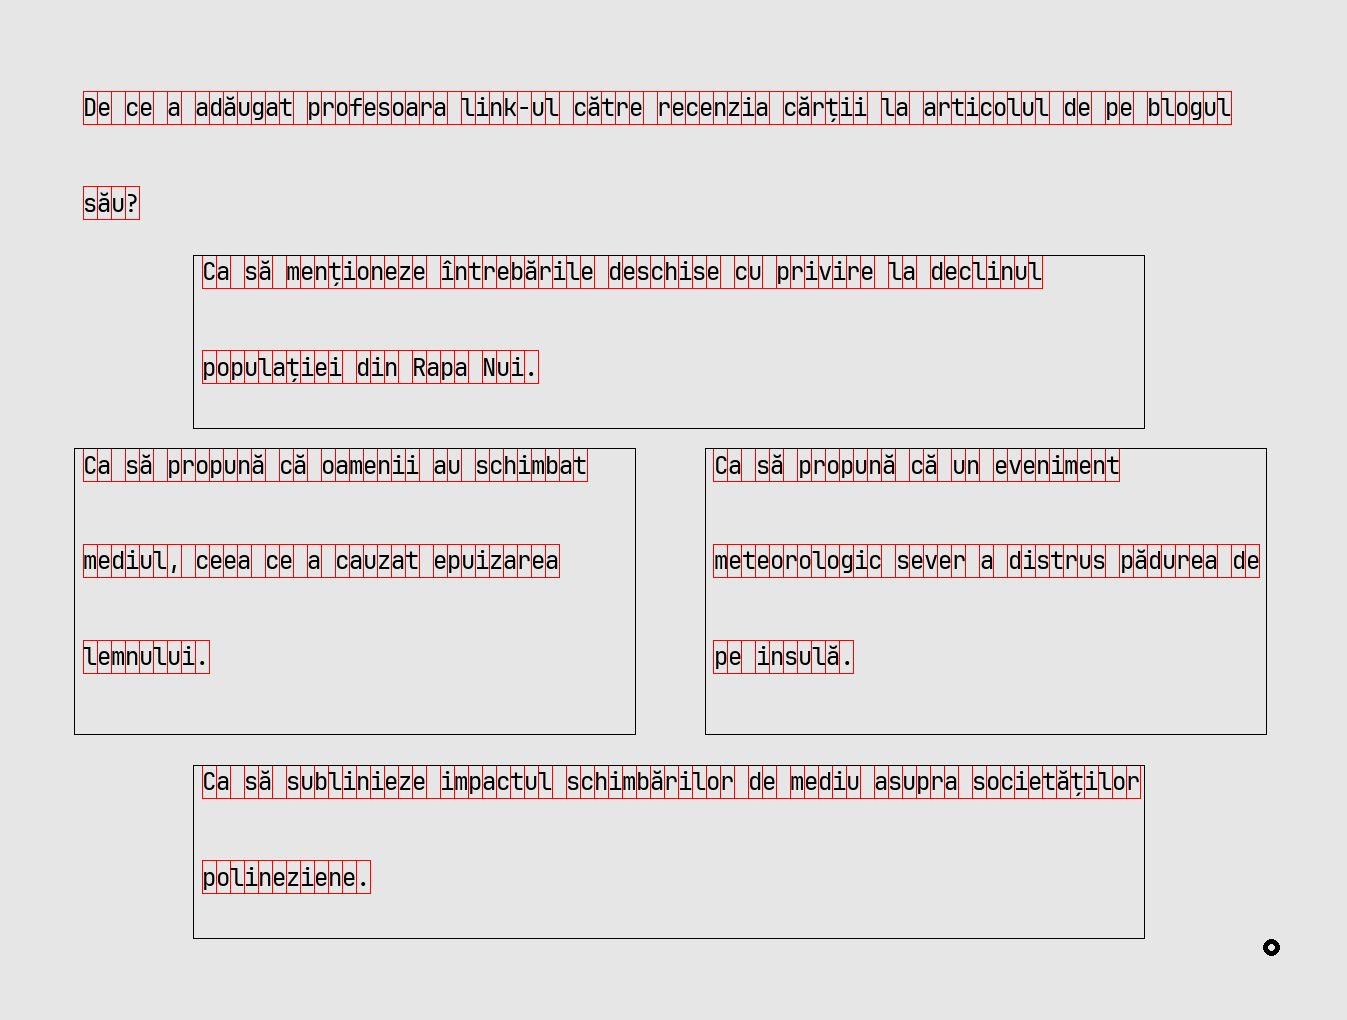 De ce a adăugat profesoara link-ul către recenzia cărții la articolul de pe blogul
său?
Ca să menționeze întrebările deschise cu privire la declinul
populației din Rapa Nui.
Ca să propună că oamenii au schimbat
mediul, ceea ce a cauzat epuizarea
lemnului.
Ca să propună că un eveniment
meteorologic sever a distrus pădurea de
pe insulă.
Ca să sublinieze impactul schimbărilor de mediu asupra societăților
polineziene.